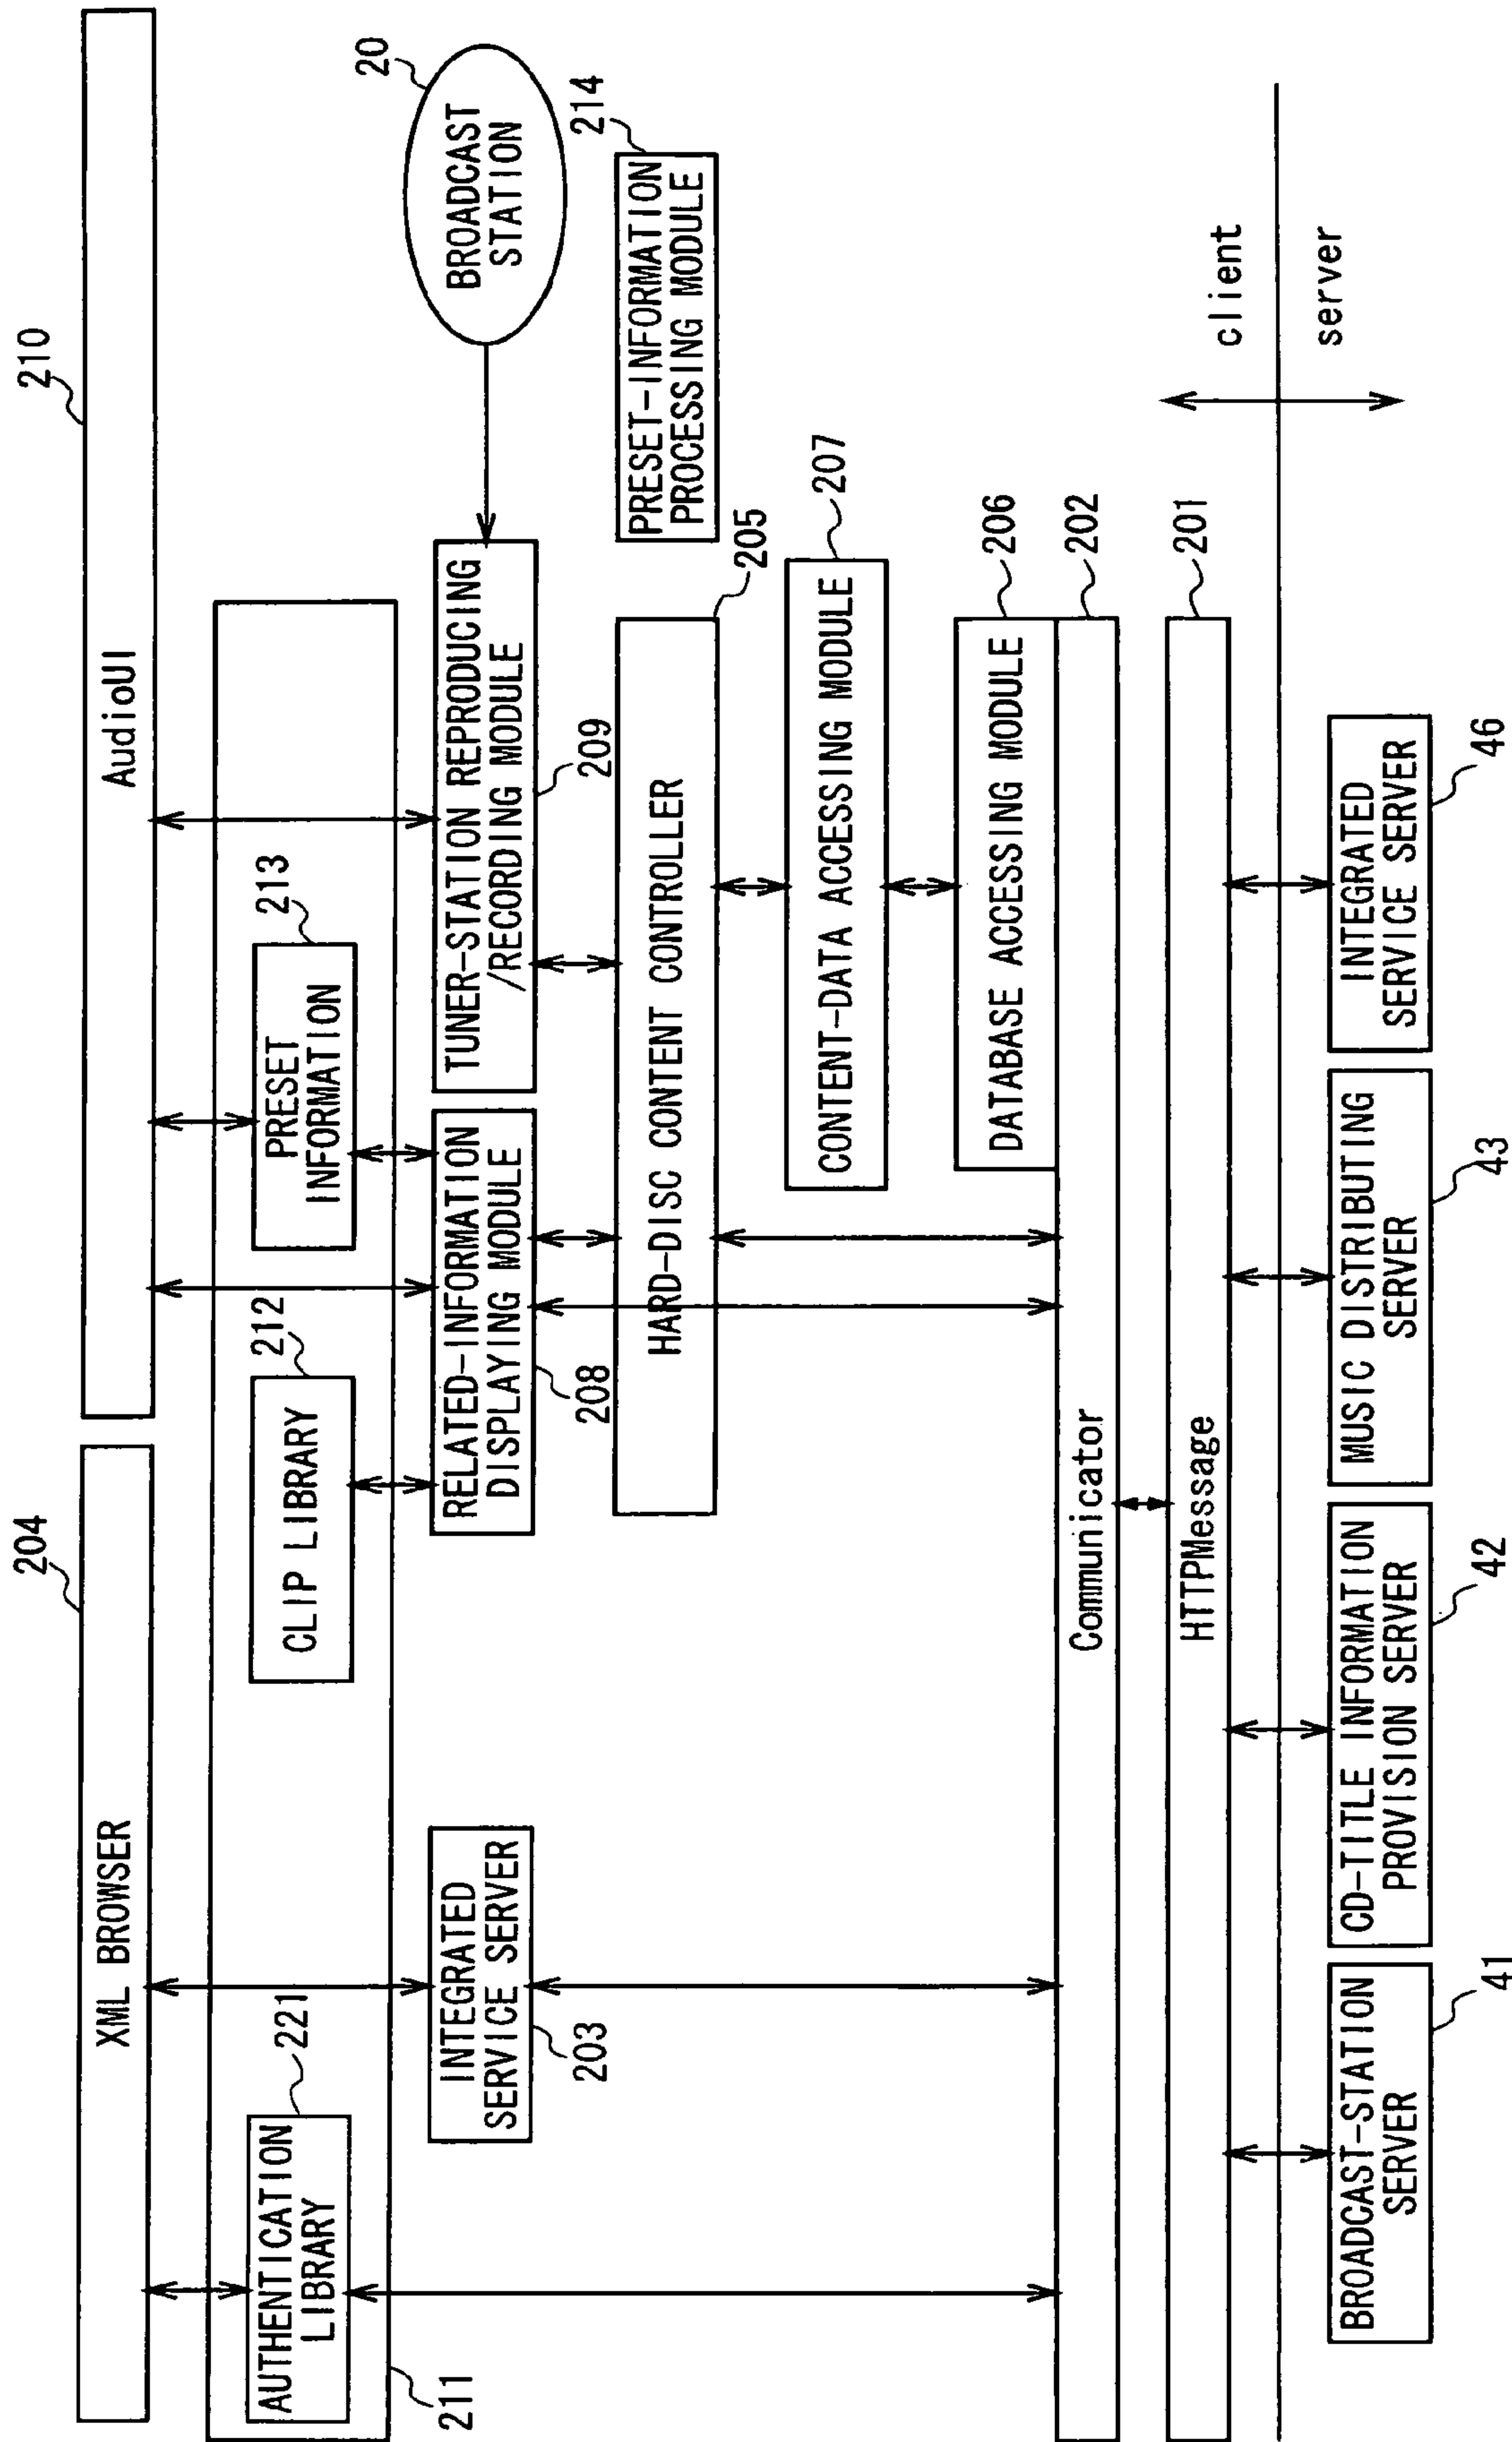 204
XML BROWSER
210
AudioUI
AUTHENTICATION
LIBRARY
221
211
CLIP LIBRARY
212
PRESET
INFORMATION
213
INTEGRATED
SERVICE SERVER
203
RELATED-INFORMATION
DISPLAYING MODULE
208
TUNER-STATION REPRODUCING
/RECORDING MODULE
209
BROADCAST
STATION
20
HARD-DISC CONTENT CONTROLLER
205
PRESET-INFORMATION
PROCESSING MODULE
214
CONTENT-DATA ACCESSING MODULE
207
DATABASE ACCESSING MODULE
206
Communicator
202
HTTPMessage
201
client
server
BROADCAST-STATION
SERVER
41
CD-TITLE INFORMATION
PROVISION SERVER
42
MUSIC DISTRIBUTING
SERVER
43
INTEGRATED
SERVICE SERVER
46